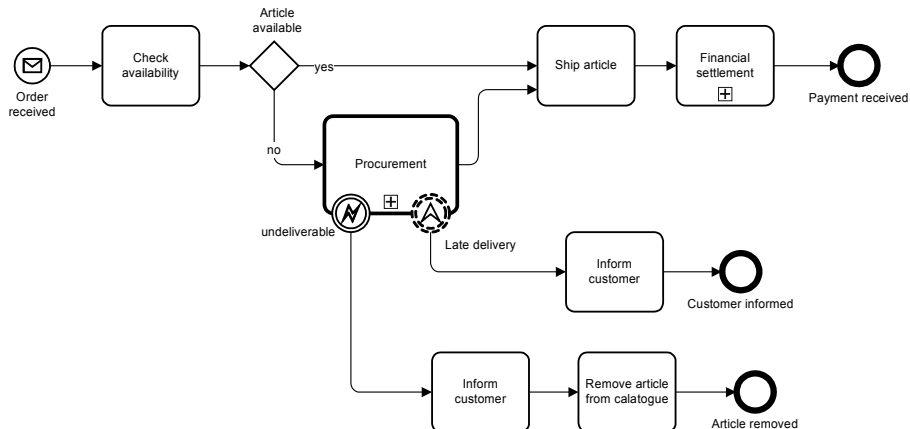 Article
available
Check
availability
yes
Ship article
Financial
settlement
Order
received
Payment received
no
Procurement
undeliverable
Late delivery
Inform
customer
Customer informed
Inform
customer
Remove article
from calatogue
Article removed